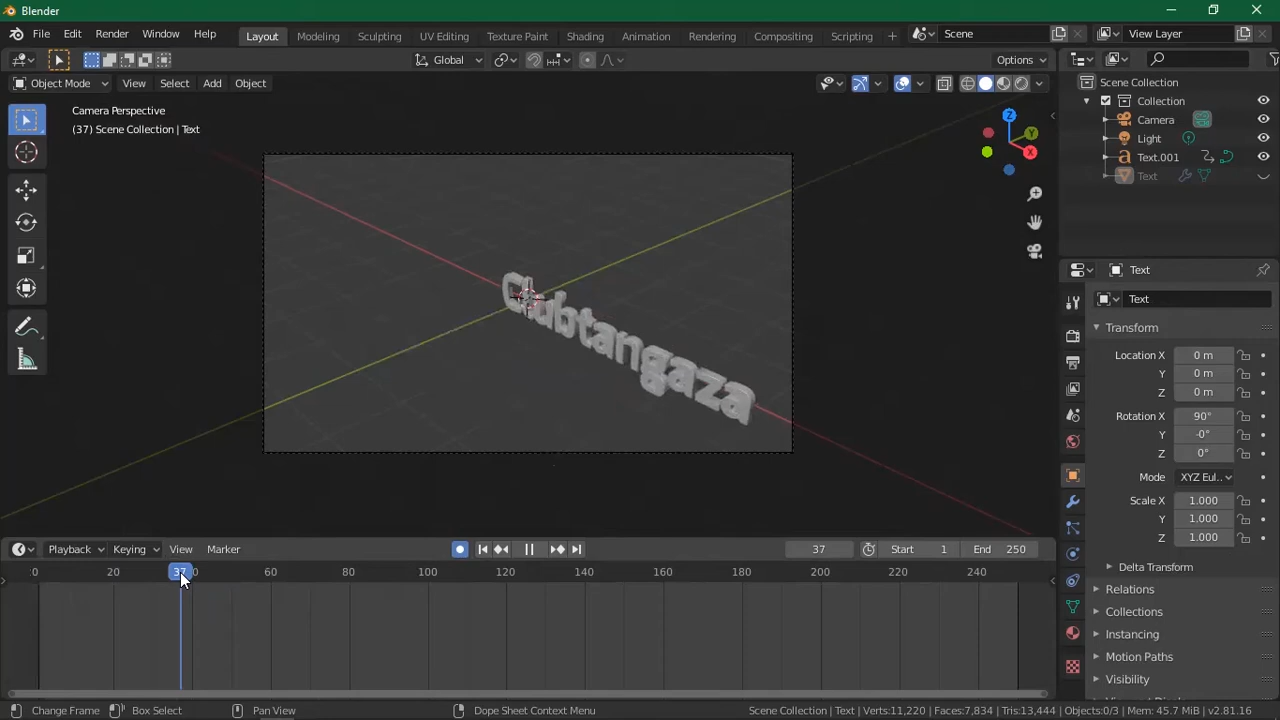 Blender
File Edit Render Window Help Layout Modeling Sculpting UV Editing Texture Paint Shading Animation Rendering Compositing Scripting + Scene View Layer
Global Options
Object Mode View Select Add Object
Camera Perspective
(37) Scene Collection | Text
Z
Y
X
Clubtangaza
Scene Collection
Collection
Camera
Light
Text.001
Text
Text
Text
Transform
Location X 0 m
Y 0 m
Z 0 m
Rotation X 90°
Y -0°
Z 0°
Mode XYZ Eul..
Scale X 1.000
Y 1.000
Z 1.000
Delta Transform
Relations
Collections
Instancing
Motion Paths
Visibility
Playback Keying View Marker 37 Start 1 End 250
20 37 60 80 100 120 140 160 180 200 220 240
Change Frame Box Select Pan View Dope Sheet Context Menu Scene Collection | Text | Verts:11,220 | Faces:7,834 | Tris:13,444 | Objects:0/3 | Mem: 45.7 MiB | v2.81.16